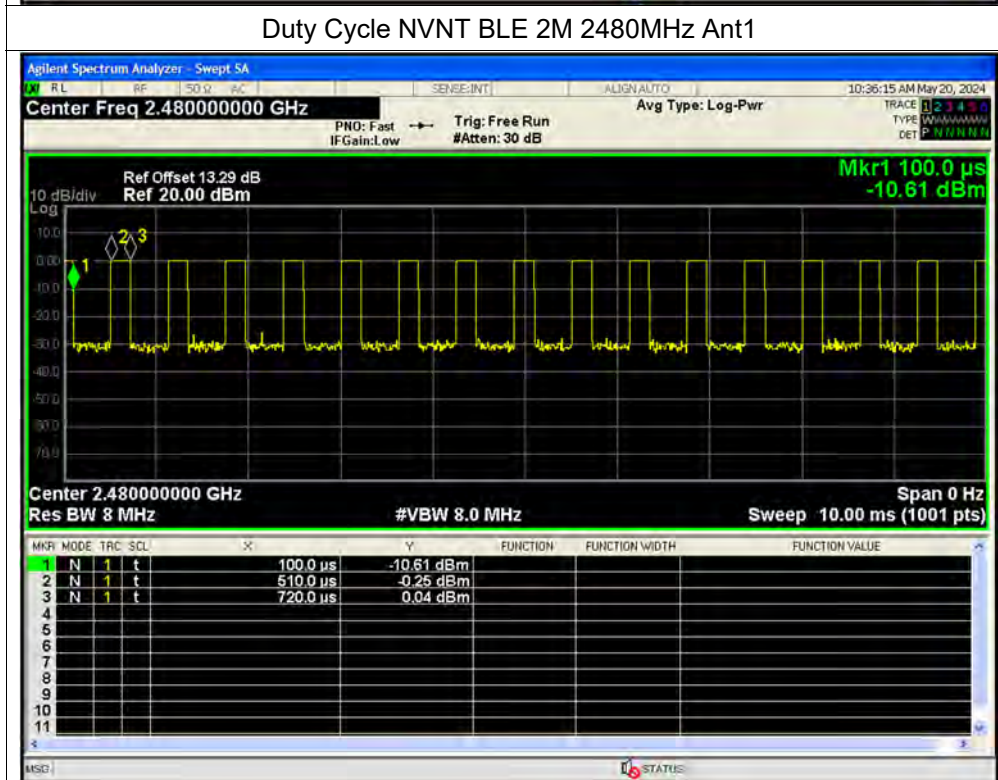 Duty Cycle NVNT BLE 2M 2480MHz Ant1
Agilent Spectrum Analyzer - Swept SA
RL RF 50 Ω AC SENSE:INT ALIGN AUTO 10:36:15 AM May 20, 2024
Center Freq 2.480000000 GHz Avg Type: Log-Pwr TRACE 1 2 3 4 5 6
PNO: Fast Trig: Free Run TYPE W
IFGain:Low #Atten: 30 dB DET P N N N N N
Mkr1 100.0 µs
Ref Offset 13.29 dB
10 dB/div Ref 20.00 dBm -10.61 dBm
Log
10.0
2 3
0.00
1
-10.0
-20.0
-30.0
-40.0
-50.0
-60.0
-70.0
Center 2.480000000 GHz Span 0 Hz
Res BW 8 MHz #VBW 8.0 MHz Sweep 10.00 ms (1001 pts)
MKR MODE TRC SCL X Y FUNCTION FUNCTION WIDTH FUNCTION VALUE
1 N 1 t 100.0 µs -10.61 dBm
2 N 1 t 510.0 µs -0.25 dBm
3 N 1 t 720.0 µs 0.04 dBm
4
5
6
7
8
9
10
11
MSG STATUS